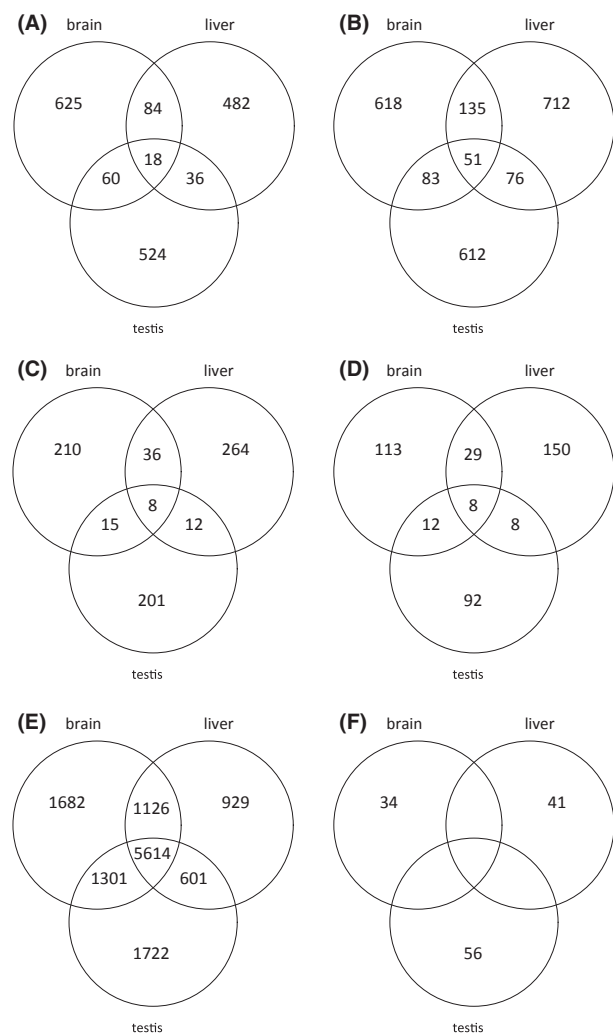 (A) brain liver (B) brain liver
625 84 482 618 135 712
18 51
60 36 83 76
524 612
testis testis
(C) brain liver (D) brain liver
210 36 264 113 29 150
8 8
15 12 12 8
201 92
testis testis
(E) brain liver (F) brain liver
1682 1126 929 34 41
5614
1301 601
1722 56
testis testis